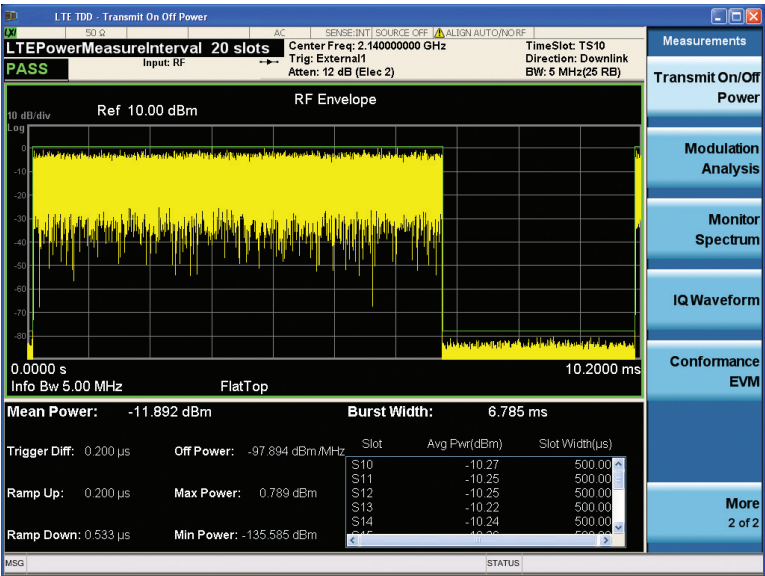 LTE TDD - Transmit On Off Power
LXI 50 Ω AC SENSE:INT SOURCE OFF ALIGN AUTO/NO RF
LTEPowerMeasureInterval 20 slots
Center Freq: 2.140000000 GHz
TimeSlot: TS10
Input: RF
Trig: External1
Direction: Downlink
PASS
Atten: 12 dB (Elec 2)
BW: 5 MHz(25 RB)
RF Envelope
10 dB/div
Ref 10.00 dBm
Log
0
-10
-20
-30
-40
-50
-60
-70
-80
0.0000 s
10.2000 ms
Info Bw 5.00 MHz
FlatTop
Mean Power: -11.892 dBm
Burst Width: 6.785 ms
Trigger Diff: 0.200 µs
Off Power: -97.894 dBm/MHz
Ramp Up: 0.200 µs
Max Power: 0.789 dBm
Ramp Down: 0.533 µs
Min Power: -135.585 dBm
Slot Avg Pwr(dBm) Slot Width(µs)
S10 -10.27 500.00
S11 -10.25 500.00
S12 -10.25 500.00
S13 -10.22 500.00
S14 -10.24 500.00
MSG
STATUS
Measurements
Transmit On/Off
Power
Modulation
Analysis
Monitor
Spectrum
IQ Waveform
Conformance
EVM
More
2 of 2